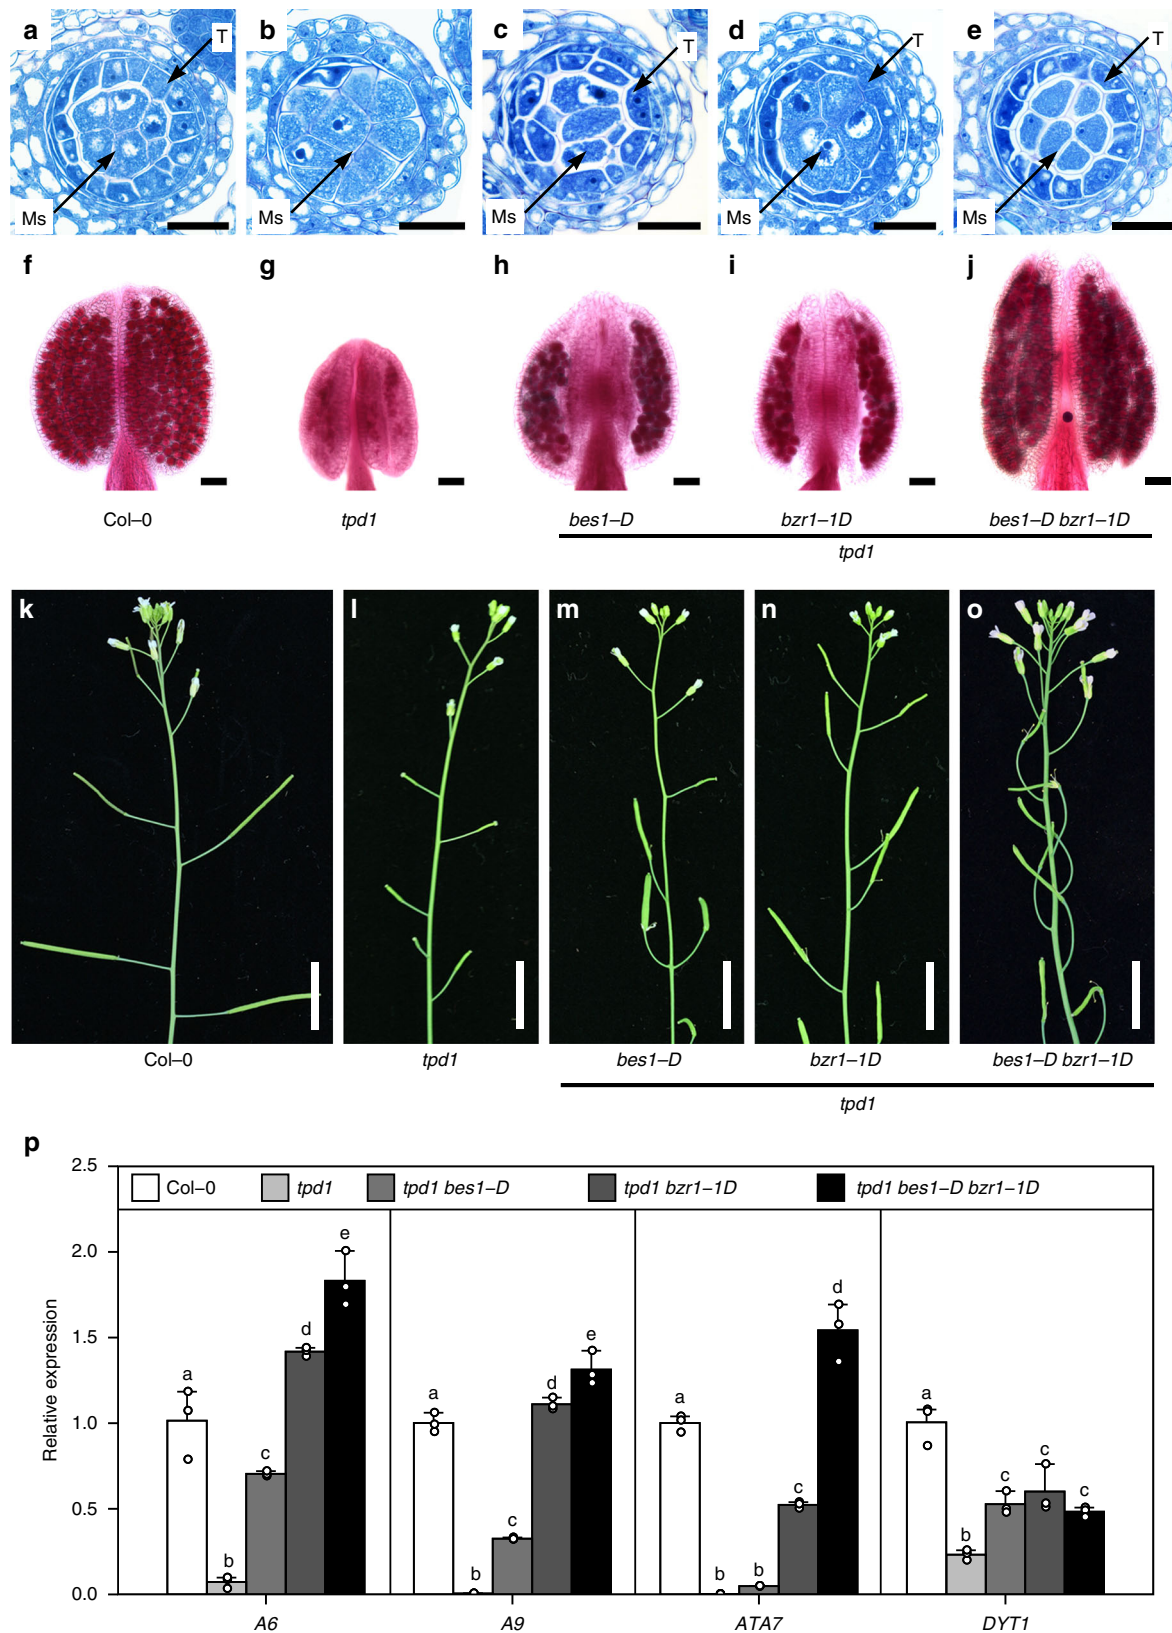 a b c d e
T T T T T
Ms Ms Ms Ms Ms
f g h i j
Col–0 tpd1 bes1–D bzr1–1D bes1–D bzr1–1D
tpd1
k l m n o
Col–0 tpd1 bes1–D bzr1–1D bes1–D bzr1–1D
tpd1
p
Relative expression
2.5
2.0
1.5
1.0
0.5
0.0
Col–0 tpd1 tpd1 bes1–D tpd1 bzr1–1D tpd1 bes1–D bzr1–1D
a b c d e
a b c d e
a b b c d
a b c c c
A6 A9 ATA7 DYT1